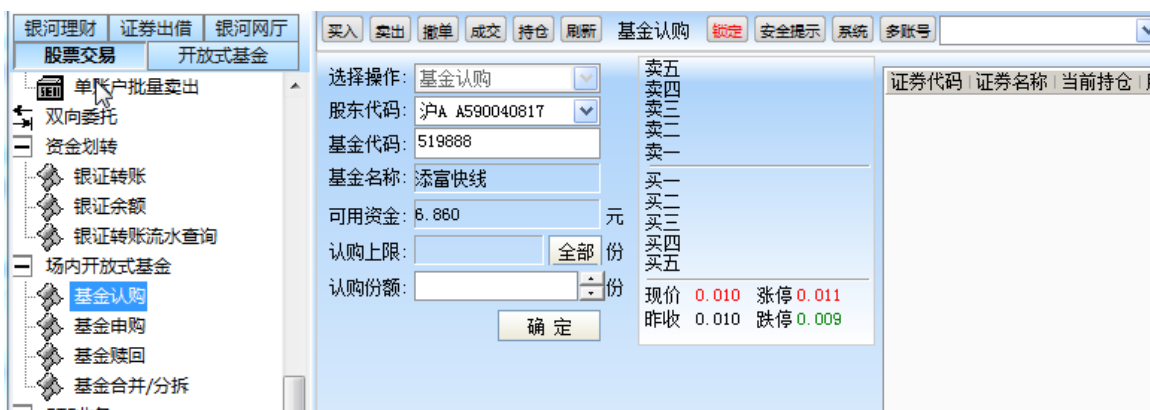 银河理财 证券出借 银河网厅
股票交易 开放式基金
单账户批量卖出
双向委托
资金划转
银证转账
银证余额
银证转账流水查询
场内开放式基金
基金认购
基金申购
基金赎回
基金合并/分拆
买入 卖出 撤单 成交 持仓 刷新 基金认购 锁定 安全提示 系统 多账号
选择操作: 基金认购
股东代码: 沪A A590040817
基金代码: 519888
基金名称: 添富快线
可用资金: 6.860 元
认购上限: 全部 份
认购份额: 份
确定
卖五
卖四
卖三
卖二
卖一
买一
买二
买三
买四
买五
现价 0.010 涨停 0.011
昨收 0.010 跌停 0.009
证券代码 证券名称 当前持仓